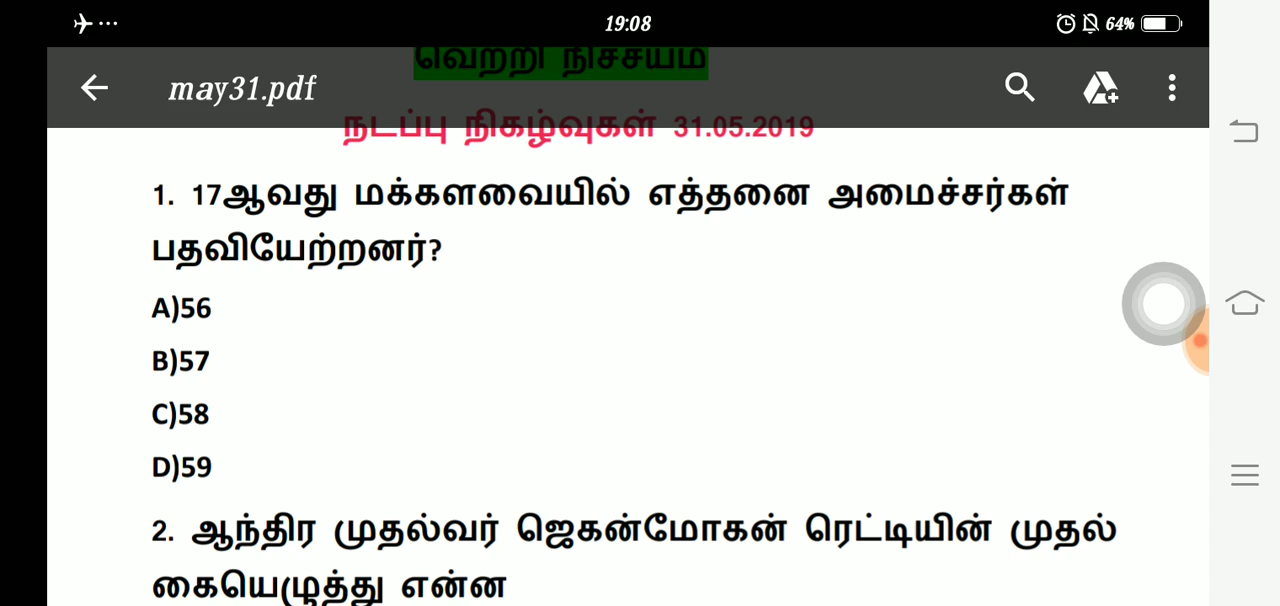 19:08
64%
வெற்றி நிச்சயம்
may31.pdf
நடப்பு நிகழ்வுகள் 31.05.2019
1. 17ஆவது மக்களவையில் எத்தனை அமைச்சர்கள்
பதவியேற்றனர்?
A)56
B)57
C)58
D)59
2. ஆந்திர முதல்வர் ஜெகன்மோகன் ரெட்டியின் முதல்
கையெழுத்து என்ன